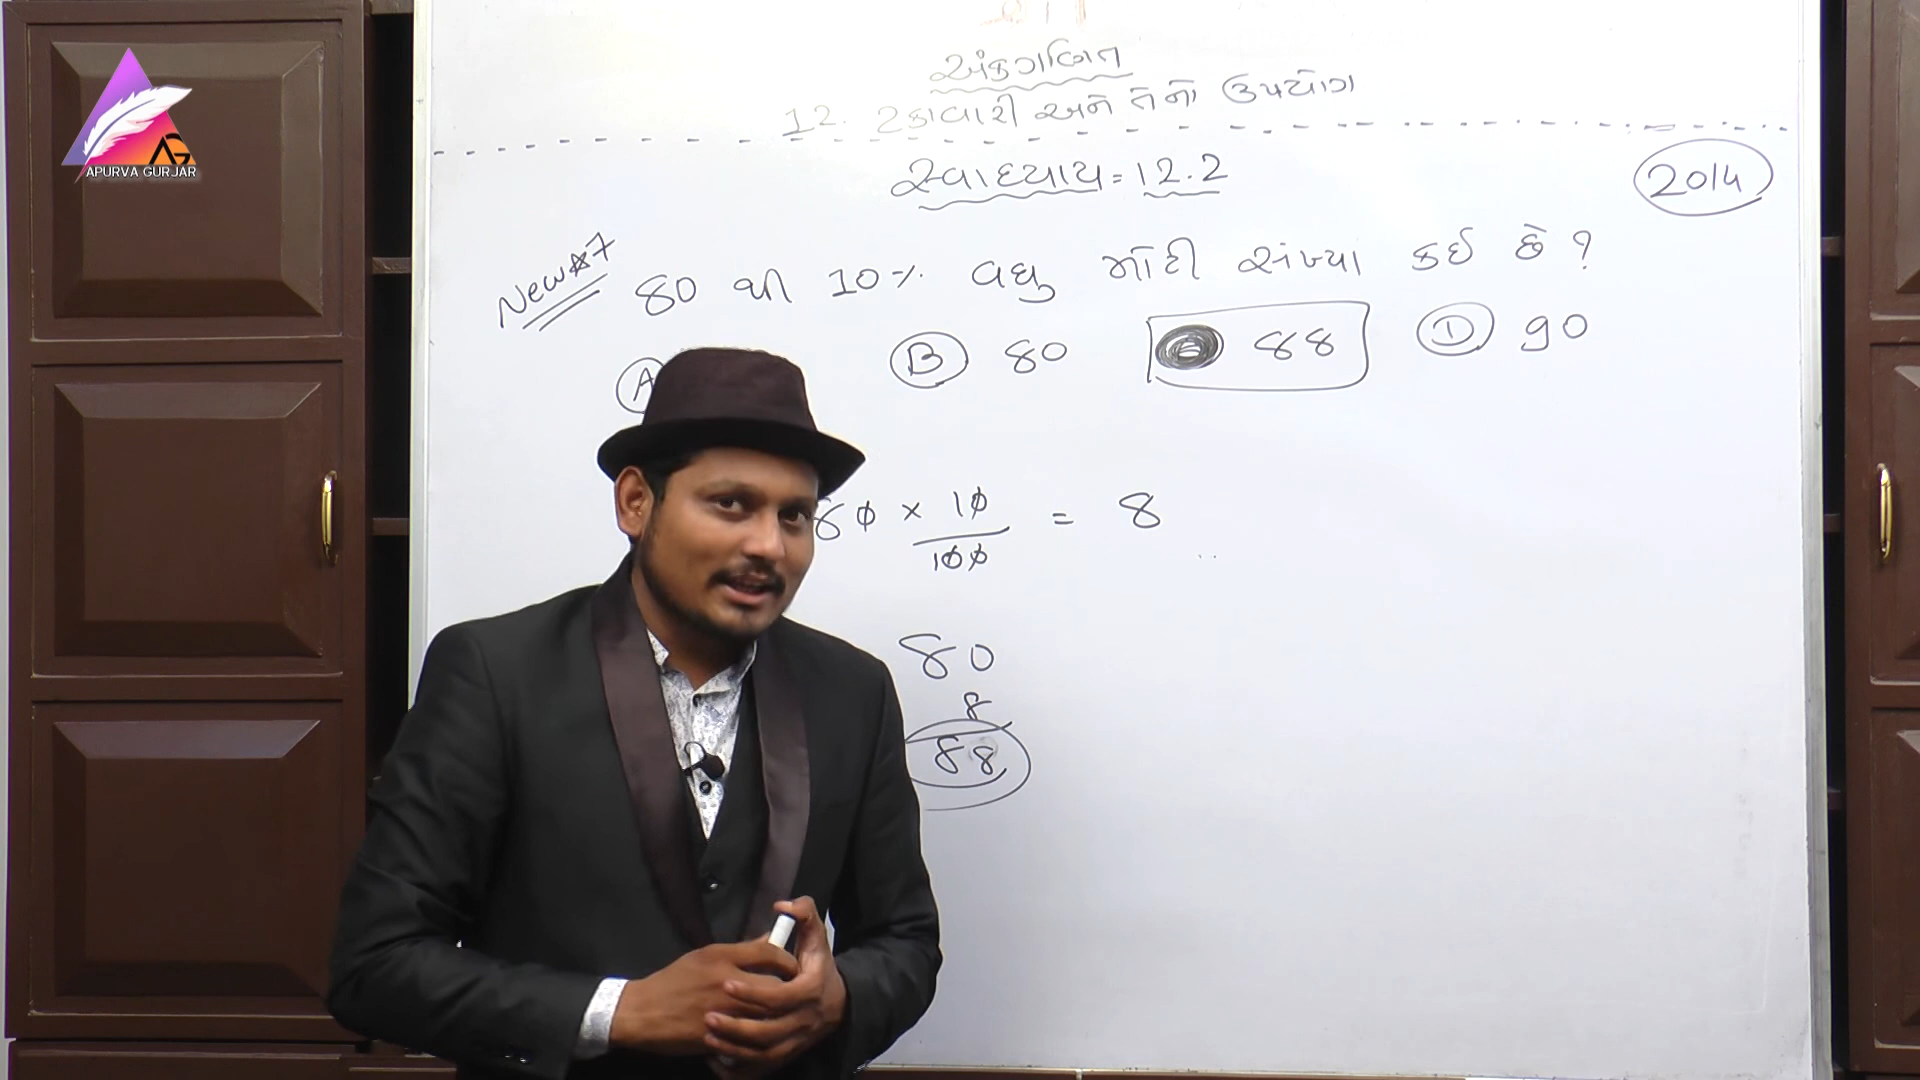 AG
APURVA GURJAR
અંકગણિત
12. ટકાવારી અને તેનો ઉપયોગ
સ્વાધ્યાય = 12.2
2014
New*7 80 થી 10% વધુ મોટી સંખ્યા કઈ છે ?
A B 80 C 88 D 90
80 × 10/100 = 8
80
8
88